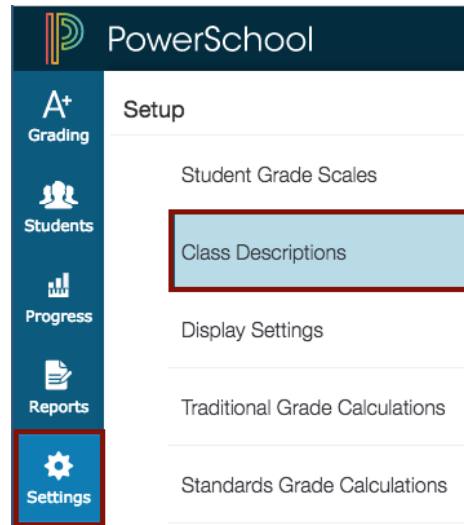 PowerSchool
A+
Grading
Students
Progress
Reports
Settings
Setup
Student Grade Scales
Class Descriptions
Display Settings
Traditional Grade Calculations
Standards Grade Calculations